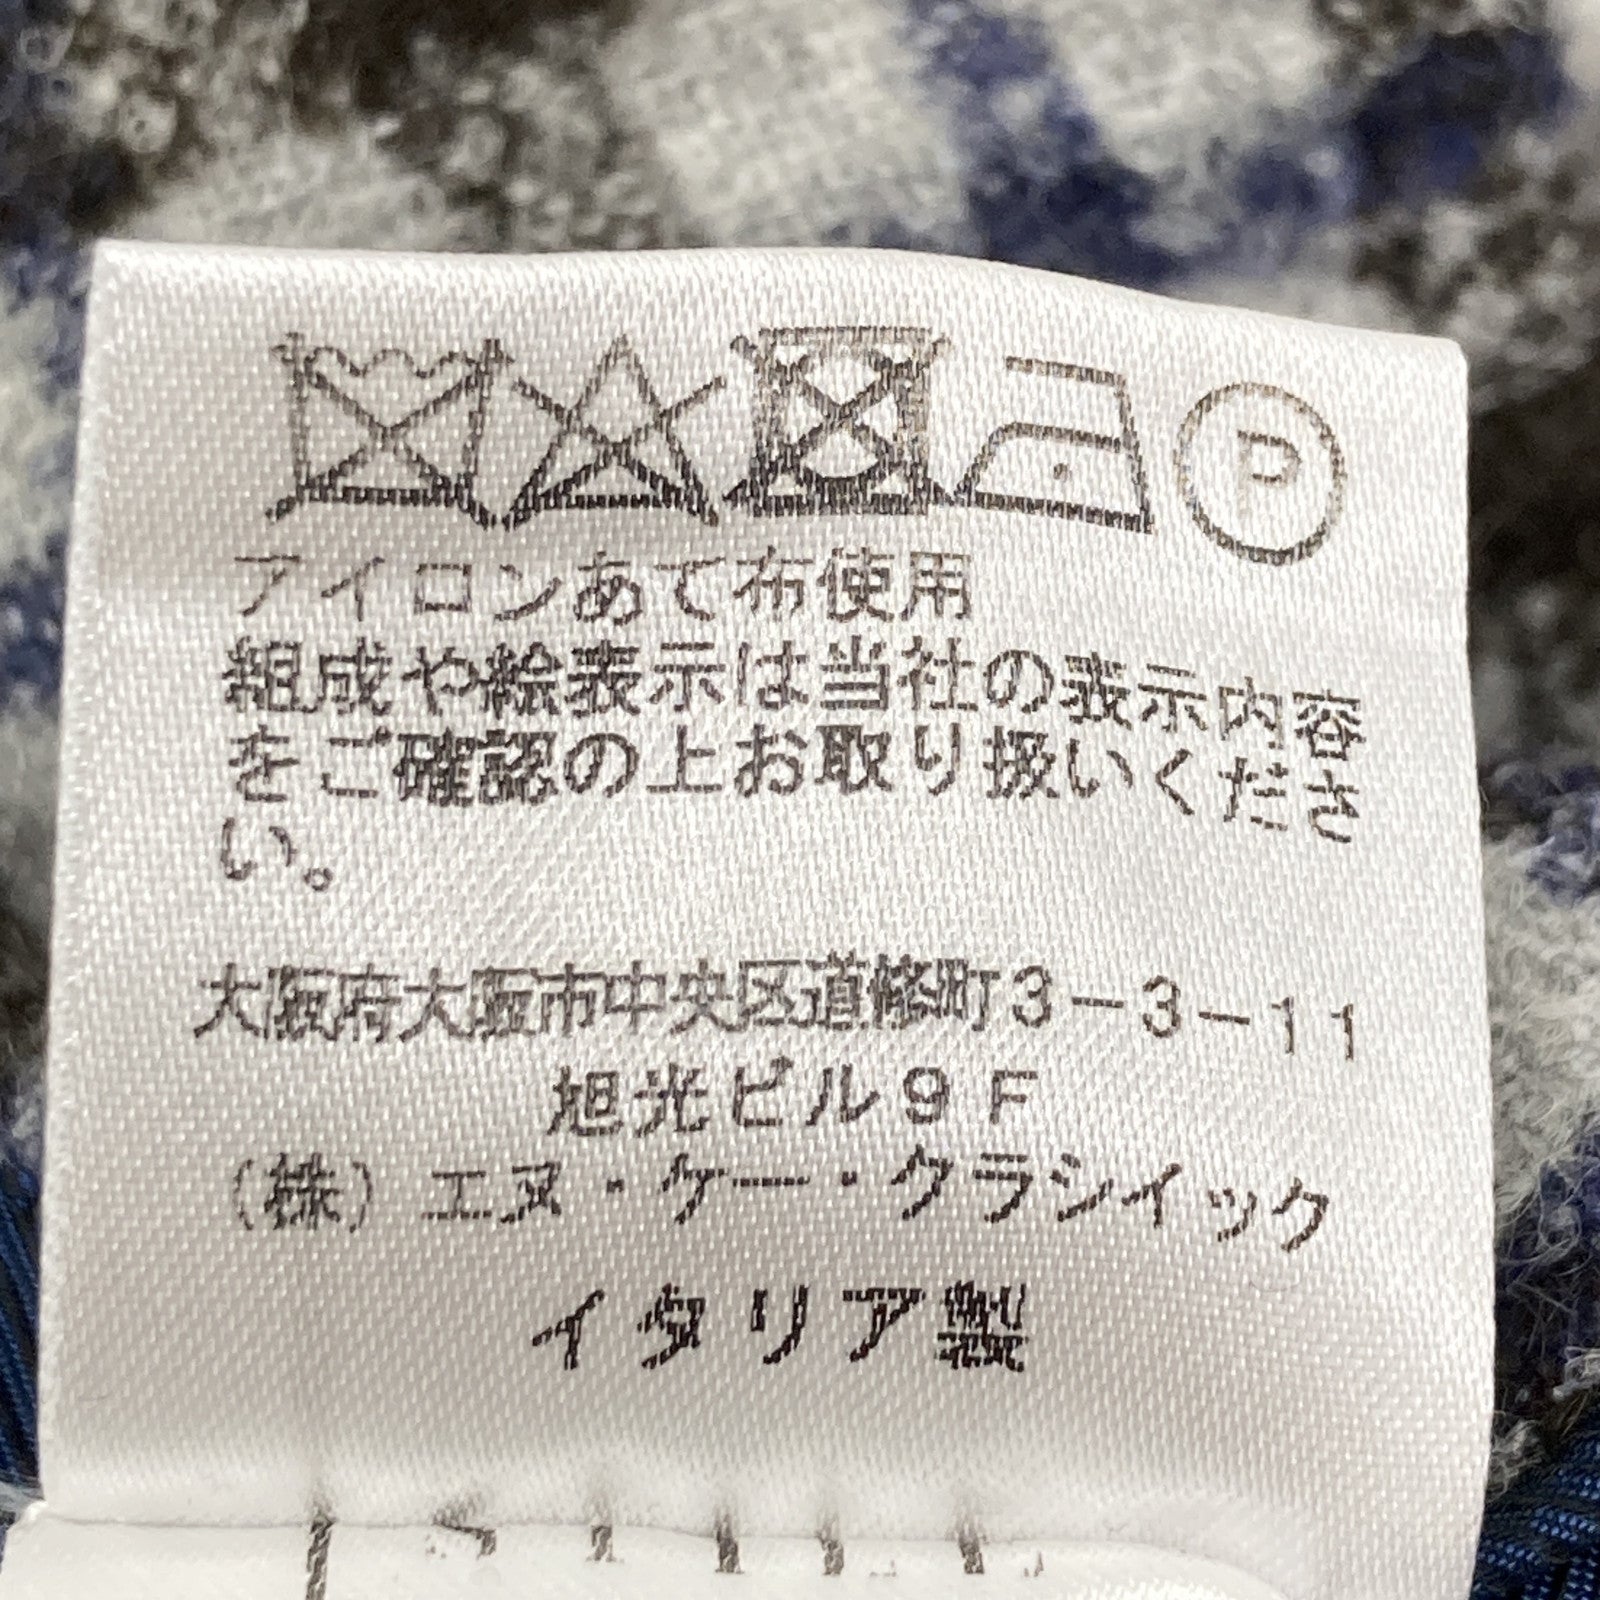 P
アイロンあて布使用
組成や絵表示は当社の表示内容
をご確認の上お取り扱いくださ
い。
大阪府大阪市中央区道修町3-3-11
旭光ビル9F
(株)エヌ・ケー・クラシィック
イタリア製